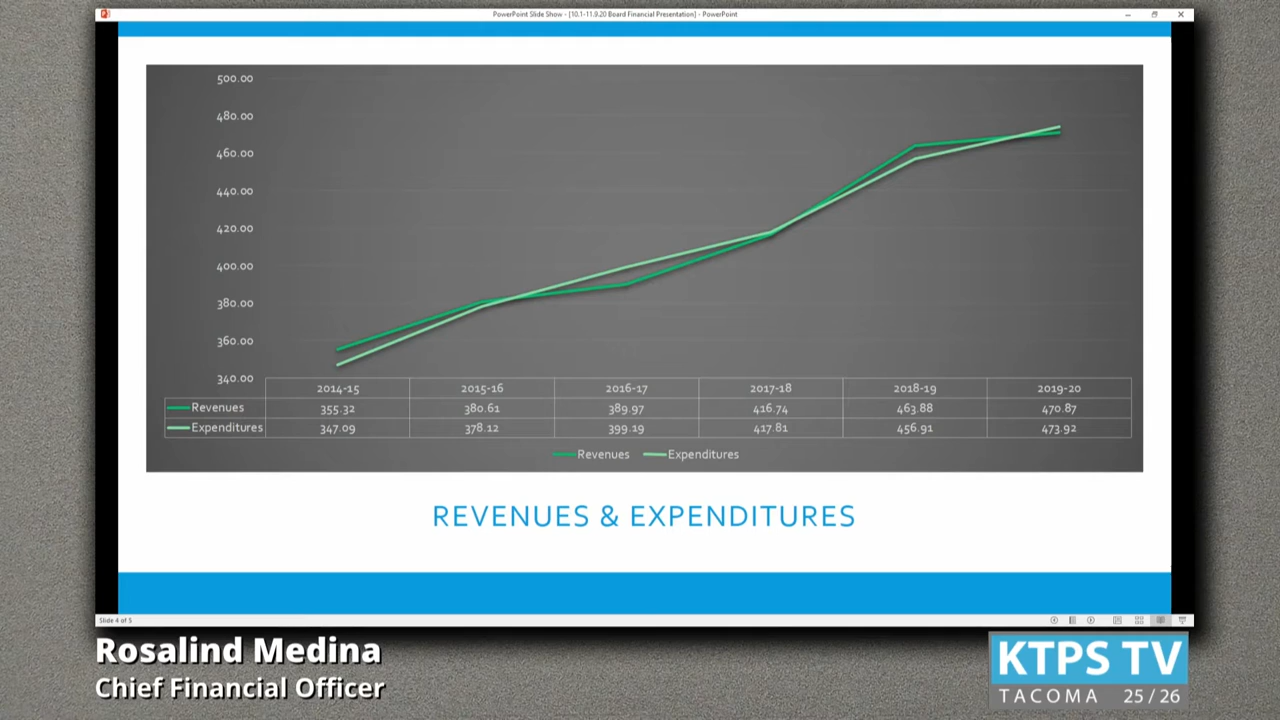 PowerPoint Slide Show - [10.1-11.9.20 Board Financial Presentation] - PowerPoint
500.00
480.00
460.00
440.00
420.00
400.00
380.00
360.00
340.00
2014-15 2015-16 2016-17 2017-18 2018-19 2019-20
Revenues 355.32 380.61 389.97 416.74 463.88 470.87
Expenditures 347.09 378.12 399.19 417.81 456.91 473.92
Revenues Expenditures
REVENUES & EXPENDITURES
Slide 4 of 5
Rosalind Medina
Chief Financial Officer
KTPS TV
TACOMA 25/26